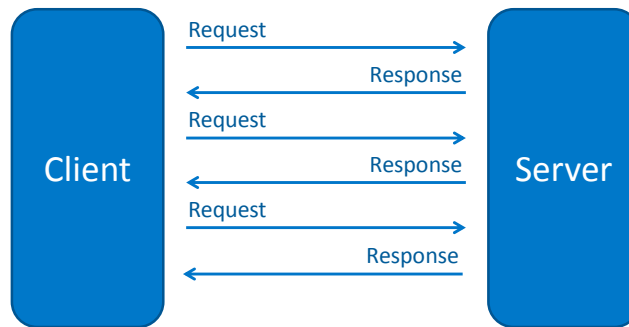 Request
Response
Request
Client
Response
Server
Request
Response